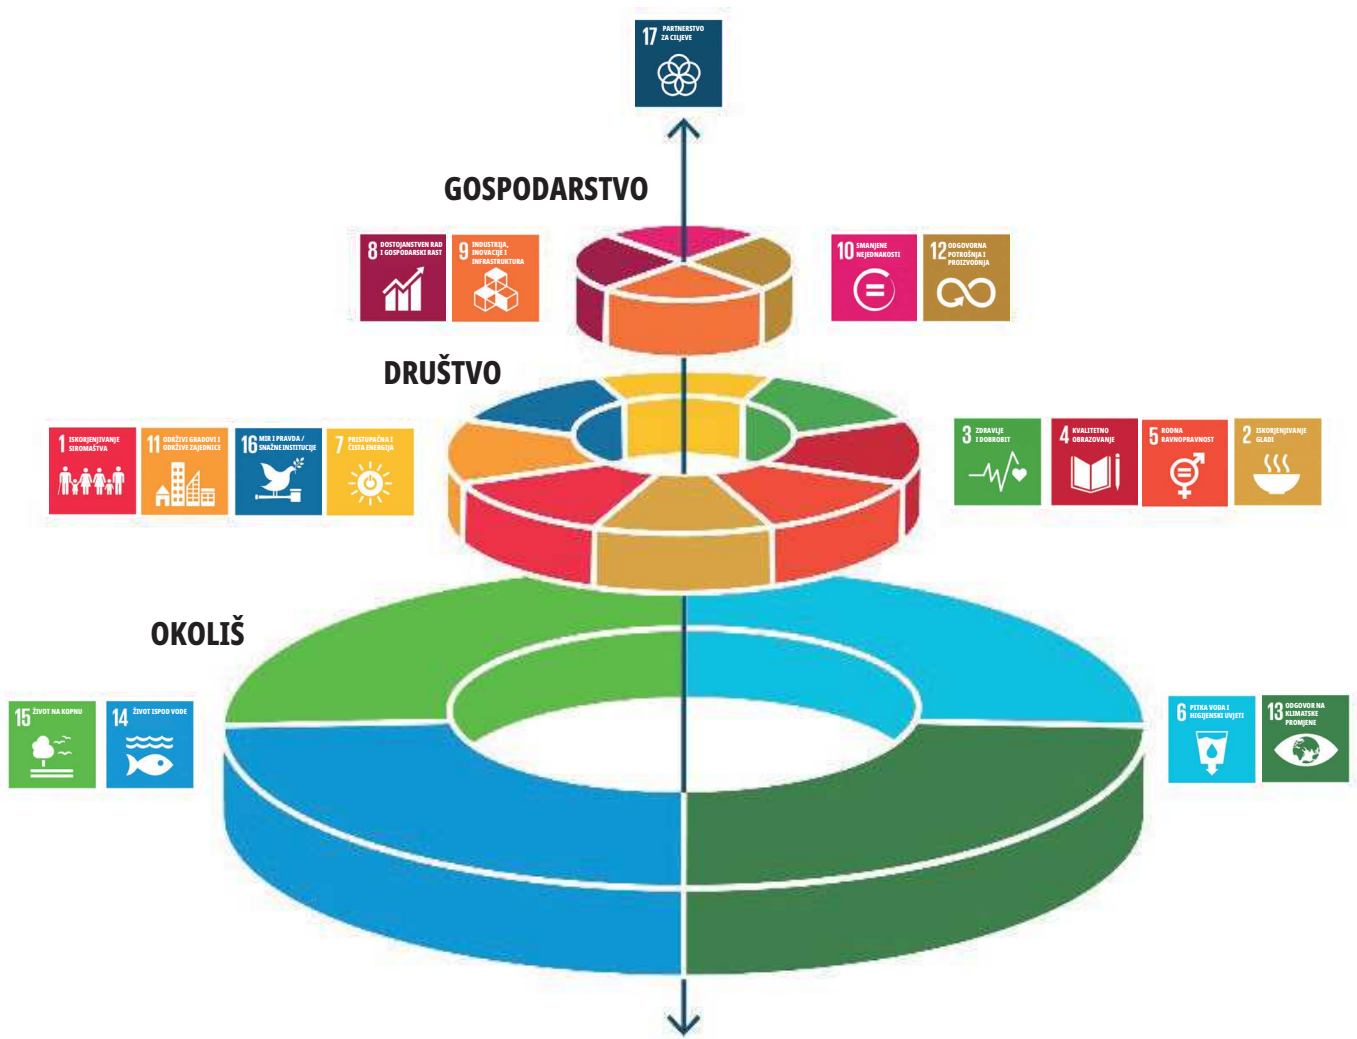 17 PARTNERSTVO
ZA CILJEVE
GOSPODARSTVO
8 DOSTOJANSTVEN RAD
I GOSPODARSKI RAST
9 INDUSTRIJA,
INOVACIJE I
INFRASTRUKTURA
10 SMANJENE
NEJEDNAKOSTI
12 ODGOVORNA
POTROŠNJA I
PROIZVODNJA
DRUŠTVO
1 ISKORJENJIVANJE
SIROMAŠTVA
11 ODRŽIVI GRADOVI I
ODRŽIVE ZAJEDNICE
16 MIR I PRAVDA /
SNAŽNE INSTITUCIJE
7 PRISTUPAČNA I
ČISTA ENERGIJA
3 ZDRAVLJE
I DOBROBIT
4 KVALITETNO
OBRAZOVANJE
5 RODNA
RAVNOPRAVNOST
2 ISKORJENJIVANJE
GLADI
OKOLIŠ
15 ŽIVOT NA KOPNU
14 ŽIVOT ISPOD VODE
6 PITKA VODA I
HIGIJENSKI UVJETI
13 ODGOVOR NA
KLIMATSKE
PROMJENE